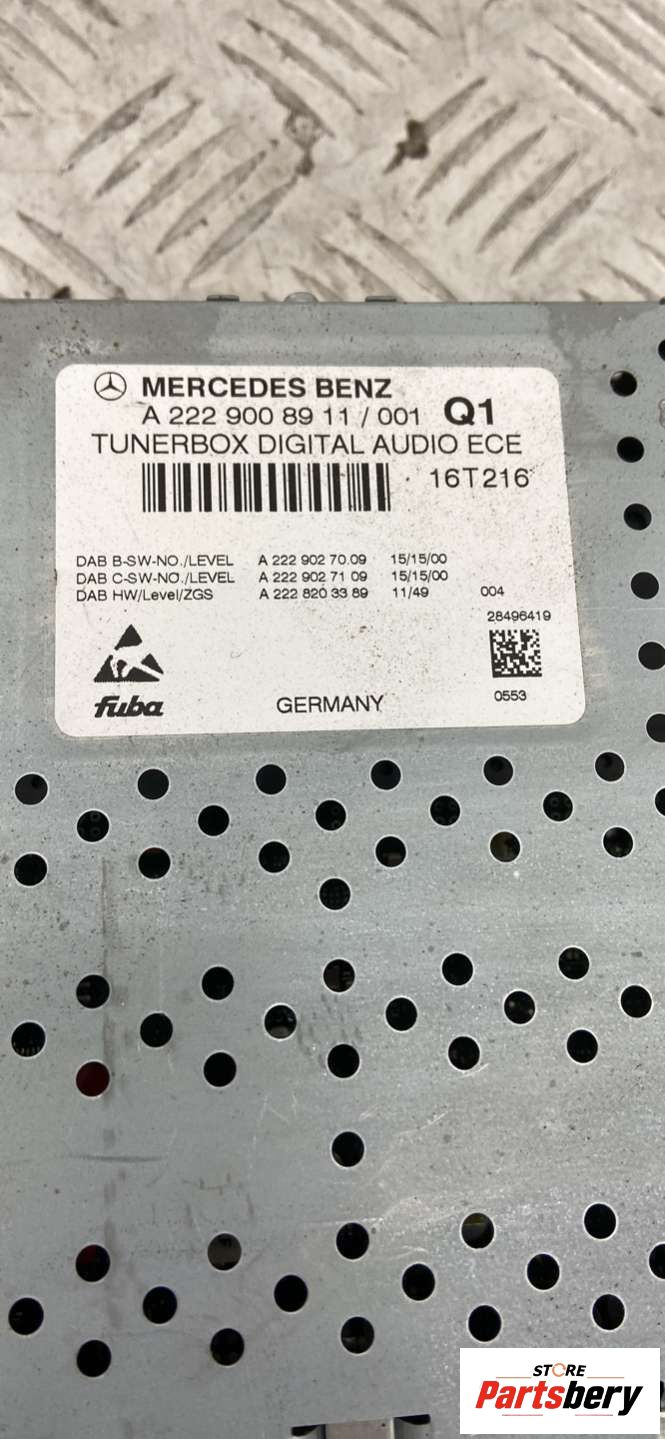 MERCEDES BENZ
A 222 900 89 11 / 001 Q1
TUNERBOX DIGITAL AUDIO ECE
16T216
DAB B-SW-NO./LEVEL A 222 902 70 09 15/15/00
DAB C-SW-NO./LEVEL A 222 902 71 09 15/15/00
DAB HW/Level/ZGS A 222 820 33 89 11/49 004
28496419
fuba GERMANY 0553
STORE
Partsbery